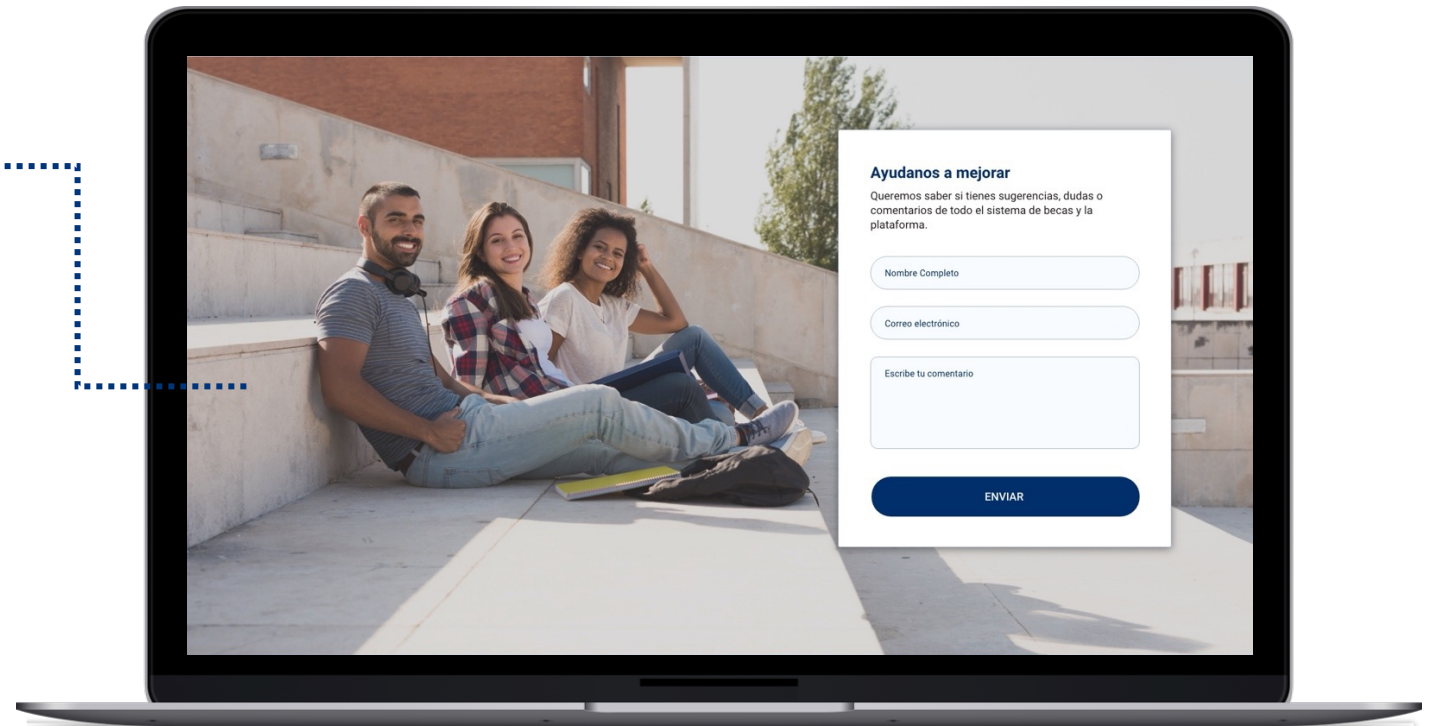 Ayudanos a mejorar
Queremos saber si tienes sugerencias, dudas o
comentarios de todo el sistema de becas y la
plataforma.
Nombre Completo
Correo electrónico
Escribe tu comentario
ENVIAR